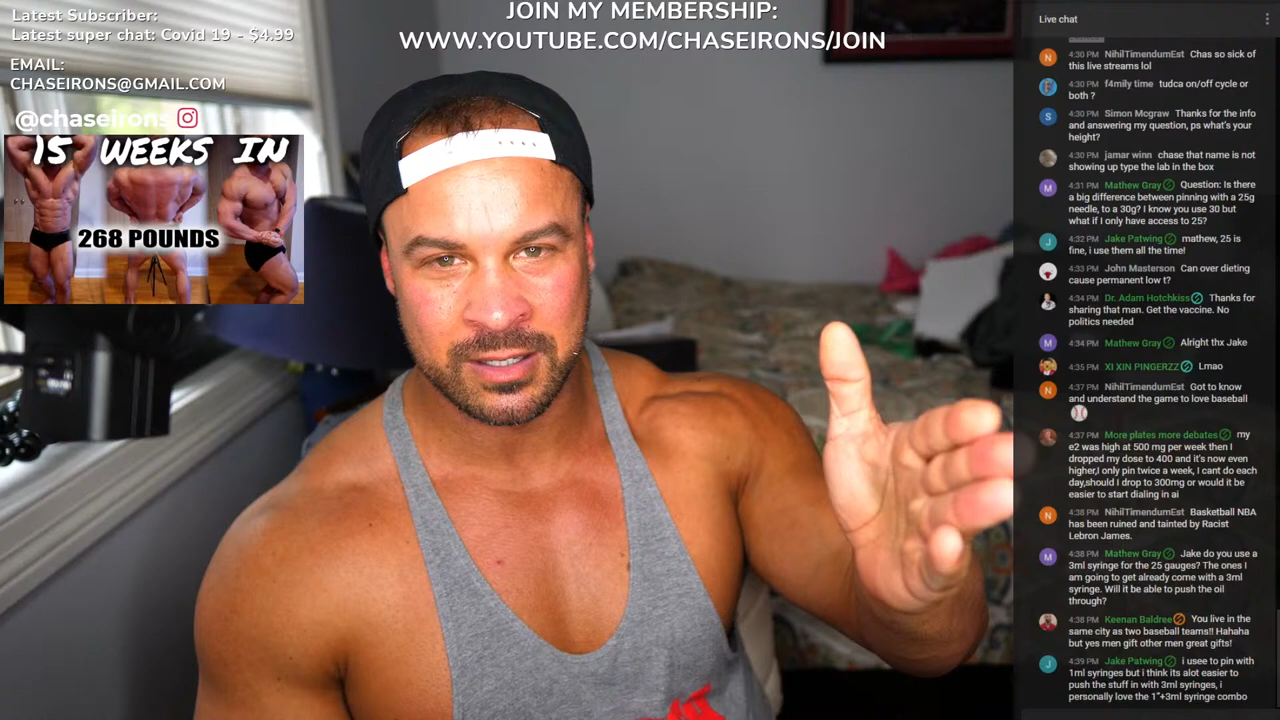 Latest Subscriber:
Latest super chat: Covid 19 - $4.99
EMAIL:
CHASEIRONS@GMAIL.COM
@chaseirons
15 WEEKS IN
268 POUNDS
JOIN MY MEMBERSHIP:
WWW.YOUTUBE.COM/CHASEIRONS/JOIN
Live chat
4:30 PM NihilTimendumEst Chas so sick of
this live streams lol
4:30 PM f4mily time tudca on/off cycle or
both ?
4:30 PM Simon Mcgraw Thanks for the info
and answering my question, ps what's your
height?
4:30 PM jamar winn chase that name is not
showing up type the lab in the box
4:31 PM Mathew Gray Question: Is there
a big difference between pinning with a 25g
needle, to a 30g? I know you use 30 but
what if I only have access to 25?
4:32 PM Jake Patwing mathew, 25 is
fine, i use them all the time!
4:33 PM John Masterson Can over dieting
cause permanent low t?
4:34 PM Dr. Adam Hotchkiss Thanks for
sharing that man. Get the vaccine. No
politics needed
4:34 PM Mathew Gray Alright thx Jake
4:35 PM XI XIN PINGERZZ Lmao
4:37 PM NihilTimendumEst Got to know
and understand the game to love baseball
4:37 PM More plates more debates my
e2 was high at 500 mg per week then I
dropped my dose to 400 and it's now even
higher,I only pin twice a week, I cant do each
day,should I drop to 300mg or would it be
easier to start dialing in ai
4:38 PM NihilTimendumEst Basketball NBA
has been ruined and tainted by Racist
Lebron James.
4:38 PM Mathew Gray Jake do you use a
3ml syringe for the 25 gauges? The ones I
am going to get already come with a 3ml
syringe. Will it be able to push the oil
through?
4:38 PM Keenan Baldree You live in the
same city as two baseball teams!! Hahaha
but yes men gift other men great gifts!
4:39 PM Jake Patwing i usee to pin with
1ml syringes but i think its alot easier to
push the stuff in with 3ml syringes, i
personally love the 1"+3ml syringe combo